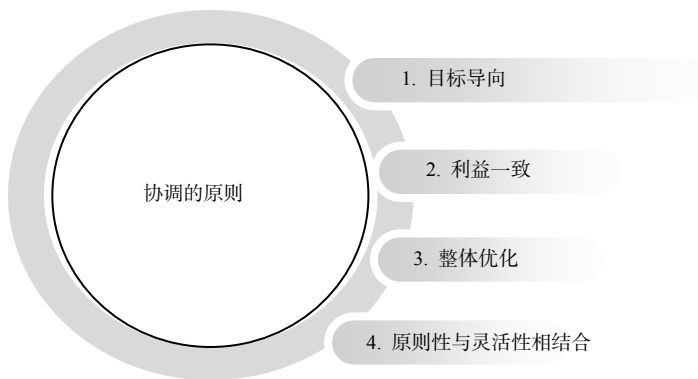 协调的原则
1. 目标导向
2. 利益一致
3. 整体优化
4. 原则性与灵活性相结合